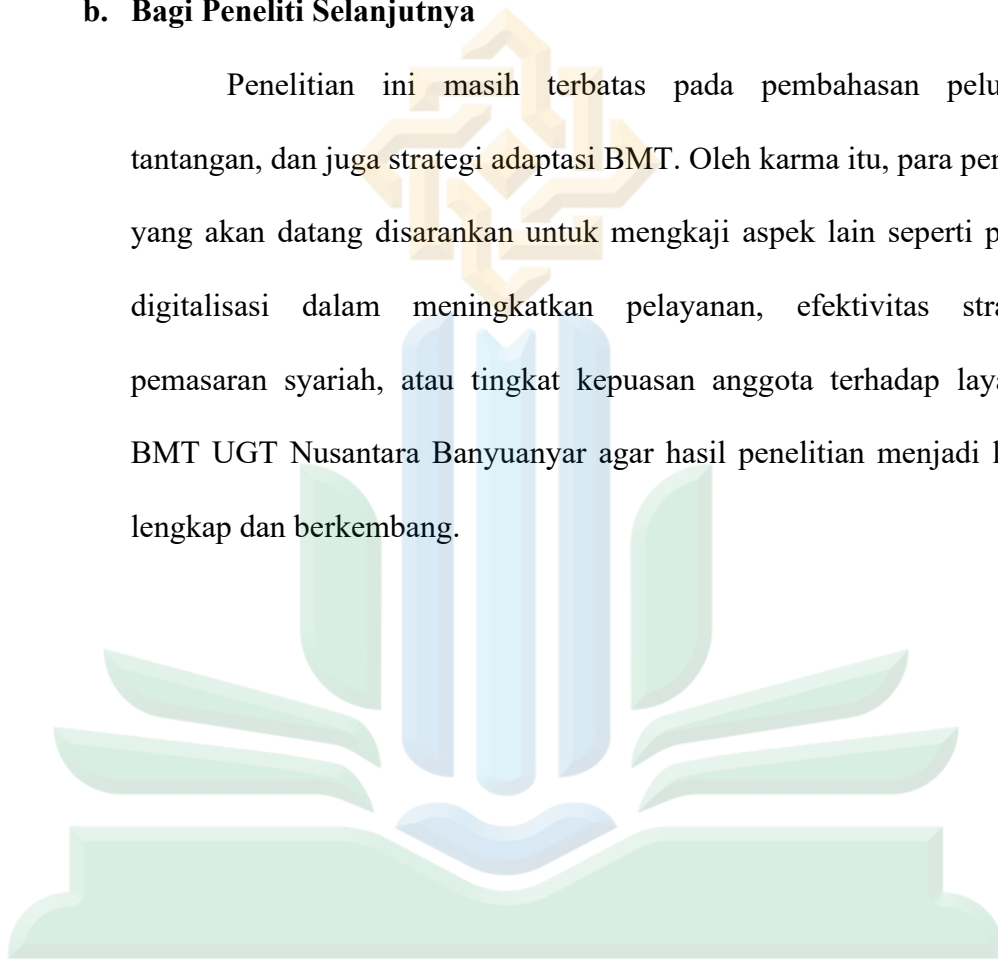 b. Bagi Peneliti Selanjutnya
Penelitian ini masih terbatas pada pembahasan
tantangan, dan juga strategi adaptasi BMT. Oleh karma itu, para
yang akan datang disarankan untuk mengkaji aspek lain seperti
digitalisasi dalam meningkatkan pelayanan, efektivitas
pemasaran syariah, atau tingkat kepuasan anggota terhadap
BMT UGT Nusantara Banyuanyar agar hasil penelitian menjadi
lengkap dan berkembang.